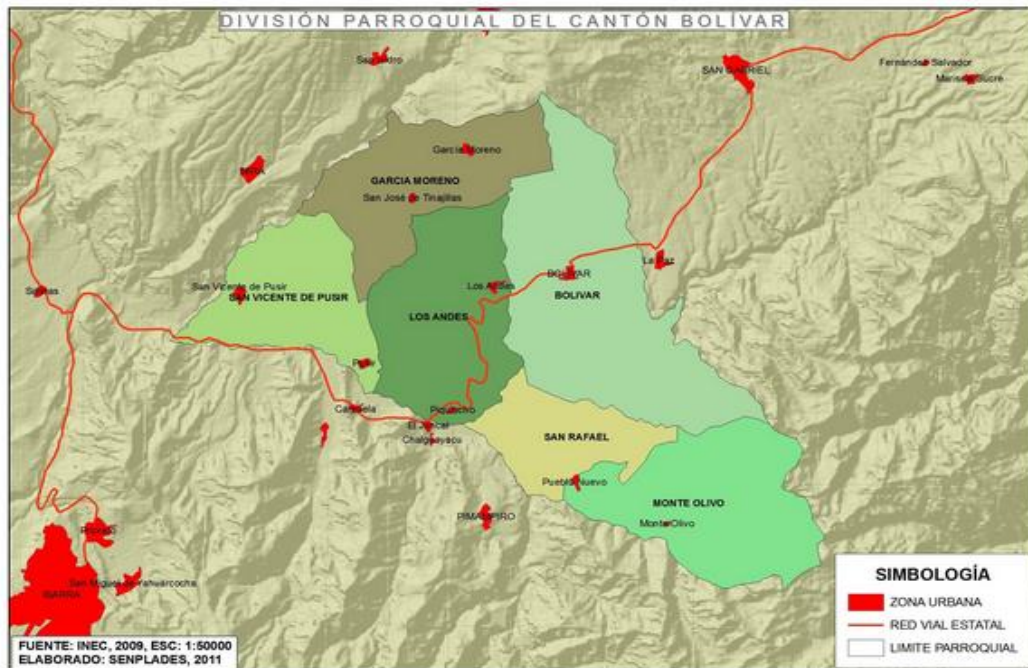 DIVISIÓN PARROQUIAL DEL CANTÓN BOLÍVAR
San Isidro
SAN GABRIEL
Fernández Salvador
Mariscal Sucre
García Moreno
MIRA
GARCIA MORENO
San José de Tinajillas
La Paz
BOLIVAR
San Vicente de Pusir
Los Andes
Salinas
SAN VICENTE DE PUSIR
BOLIVAR
LOS ANDES
Pusir
Carpuela
Piquiucho
El Juncal
Chalguayacu
SAN RAFAEL
Pueblo Nuevo
MONTE OLIVO
PIMAMPIRO
Monte Olivo
Priorato
San Miguel de Yahuarcocha
IBARRA
SIMBOLOGÍA
ZONA URBANA
RED VIAL ESTATAL
LIMITE PARROQUIAL
FUENTE: INEC, 2009, ESC: 1:50000
ELABORADO: SENPLADES, 2011